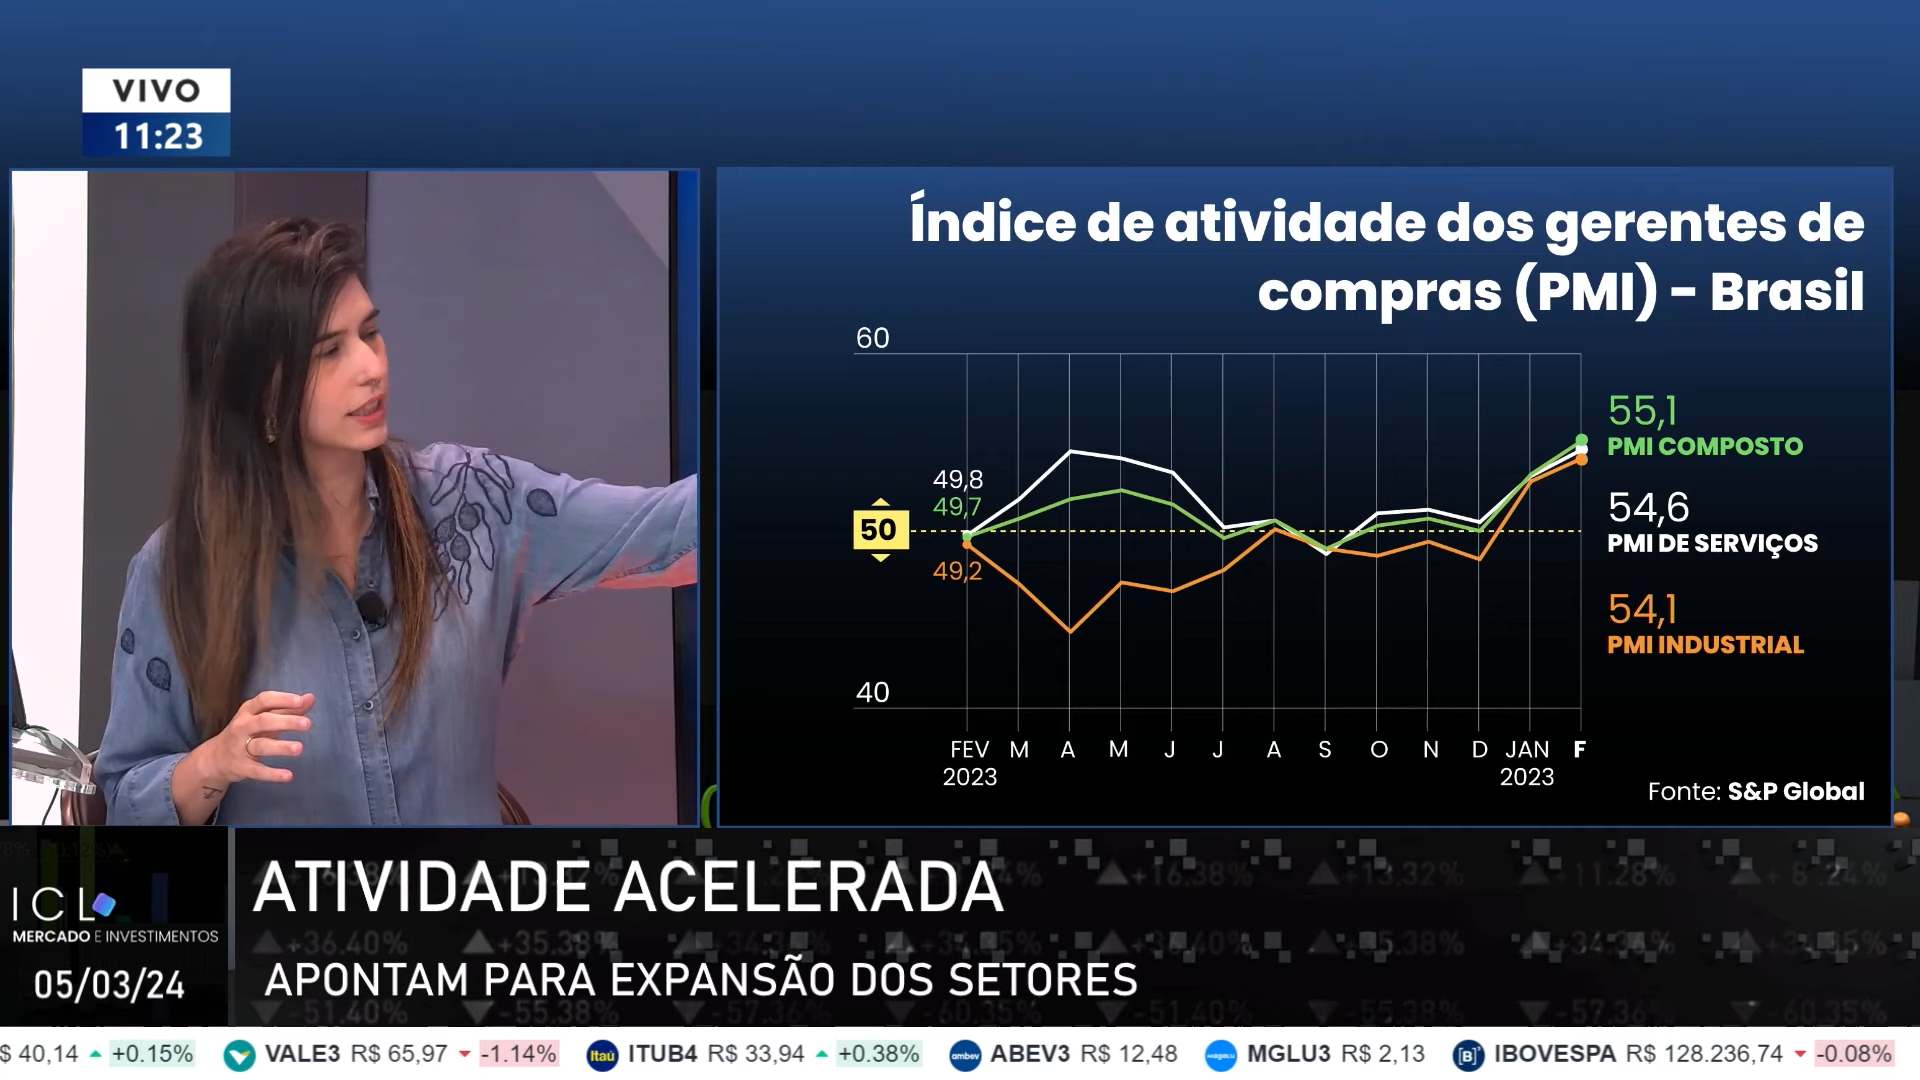 VIVO
11:23
Índice de atividade dos gerentes de
compras (PMI) - Brasil
60
55,1
PMI COMPOSTO
49,8
49,7
50
54,6
PMI DE SERVIÇOS
49,2
54,1
PMI INDUSTRIAL
40
FEV M A M J J A S O N D JAN F
2023 2023
Fonte: S&P Global
ATIVIDADE ACELERADA
APONTAM PARA EXPANSÃO DOS SETORES
ICL
MERCADO E INVESTIMENTOS
05/03/24
$ 40,14 +0.15% VALE3 R$ 65,97 -1.14% Itaú ITUB4 R$ 33,94 +0.38% ambev ABEV3 R$ 12,48 magalu MGLU3 R$ 2,13 [B]³ IBOVESPA R$ 128.236,74 -0.08%